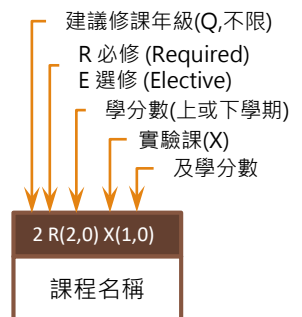 建議修課年級(Q,不限)
R 必修 (Required)
E 選修 (Elective)
學分數(上或下學期)
實驗課(X)
及學分數
2 R(2,0) X(1,0)
課程名稱